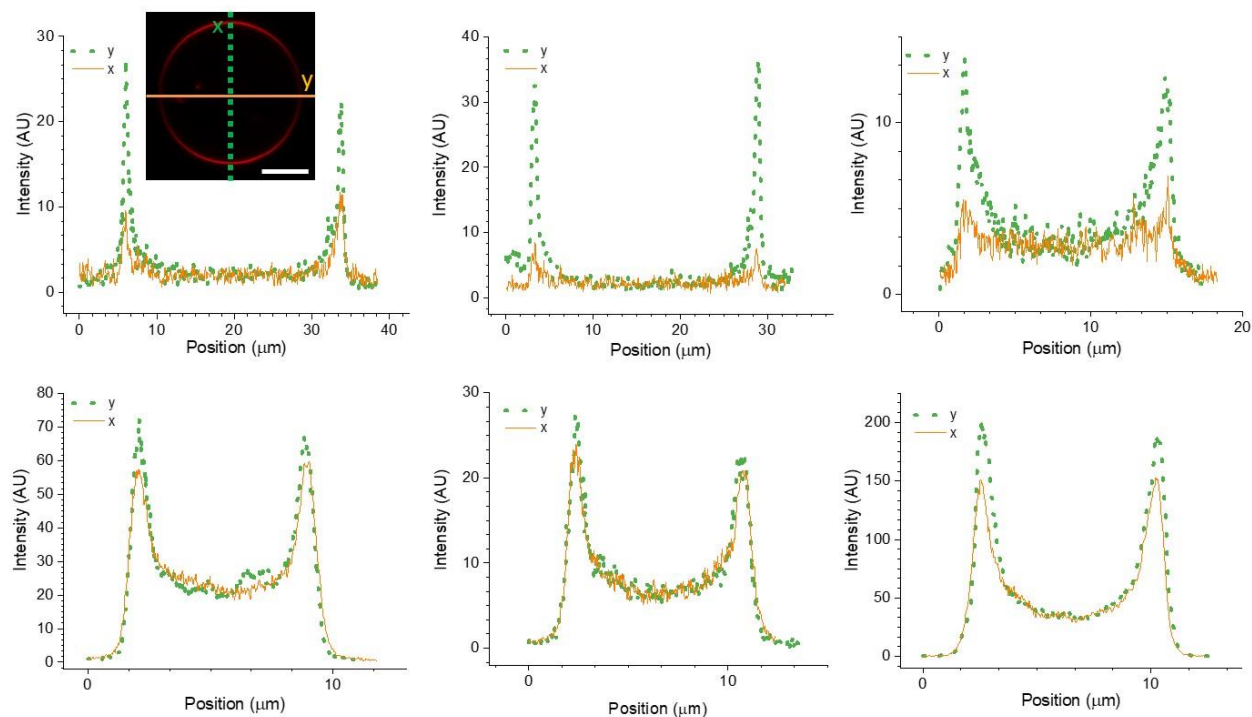 30
20
10
0
Intensity (AU)
y
x
x
y
0 10 20 30 40
Position (μm)
40
30
20
10
0
Intensity (AU)
y
x
0 10 20 30
Position (μm)
10
0
Intensity (AU)
y
x
0 10 20
Position (μm)
80
70
60
50
40
30
20
10
0
Intensity (AU)
y
x
0 10
Position (μm)
30
20
10
0
Intensity (AU)
y
x
0 10
Position (μm)
200
150
100
50
0
Intensity (AU)
y
x
0 10
Position (μm)